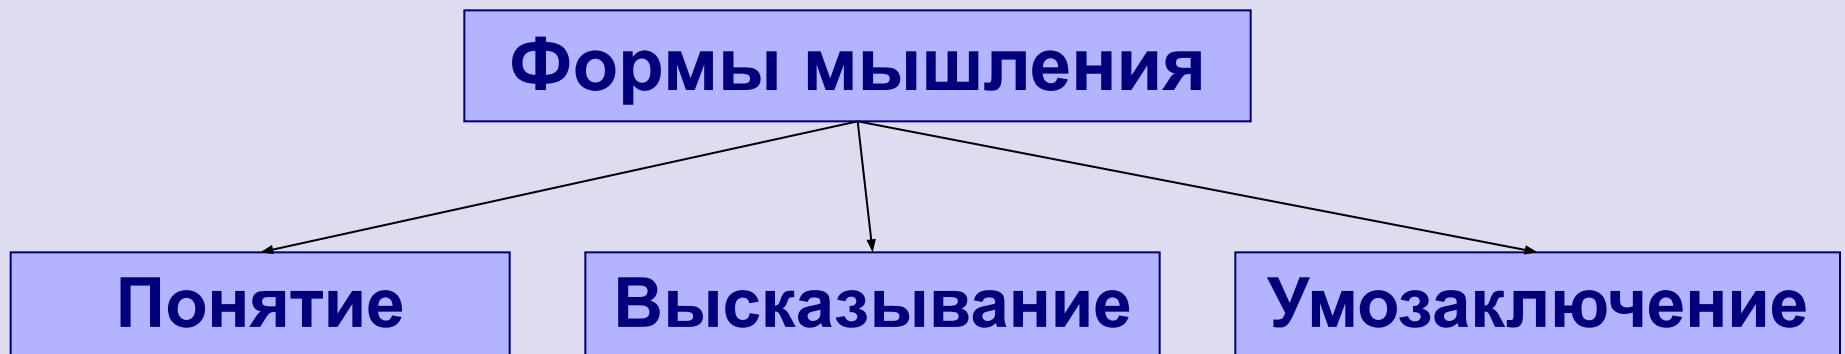 Формы мышления
Понятие
Высказывание
Умозаключение